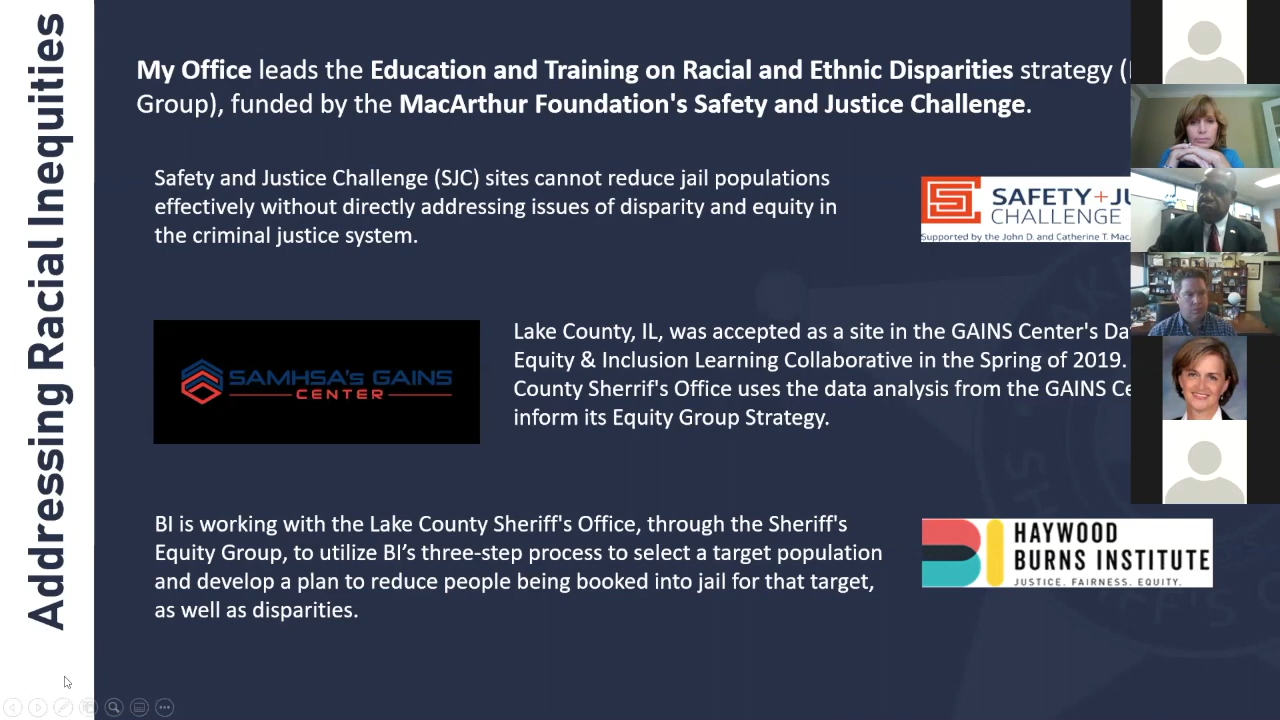 Addressing Racial Inequities
My Office leads the Education and Training on Racial and Ethnic Disparities strategy (
Group), funded by the MacArthur Foundation's Safety and Justice Challenge.
Safety and Justice Challenge (SJC) sites cannot reduce jail populations
effectively without directly addressing issues of disparity and equity in
the criminal justice system.
SAFETY+JU
CHALLENGE
Supported by the John D. and Catherine T. Mac
SAMHSA's GAINS
CENTER
Lake County, IL, was accepted as a site in the GAINS Center's Da
Equity & Inclusion Learning Collaborative in the Spring of 2019.
County Sherrif's Office uses the data analysis from the GAINS Ce
inform its Equity Group Strategy.
BI is working with the Lake County Sheriff's Office, through the Sheriff's
Equity Group, to utilize BI's three-step process to select a target population
and develop a plan to reduce people being booked into jail for that target,
as well as disparities.
HAYWOOD
BURNS INSTITUTE
JUSTICE. FAIRNESS. EQUITY.